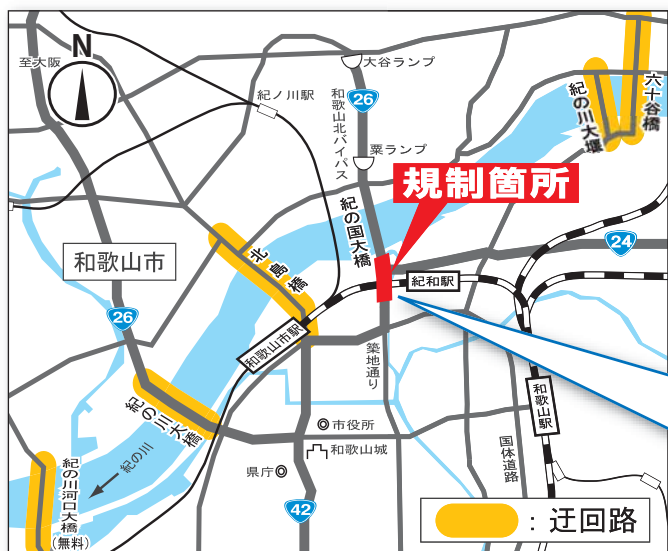 N
至大阪
大谷ランプ
紀ノ川駅
26
和歌山北バイパス
六十谷橋
紀の川大堰
粟ランプ
規制箇所
紀の国大橋
24
北島橋
和歌山市
紀和駅
26
和歌山市駅
築地通り
和歌山駅
紀の川大橋
市役所
国体道路
和歌山城
紀の川
県庁
紀の川河口大橋
(無料)
42
:迂回路